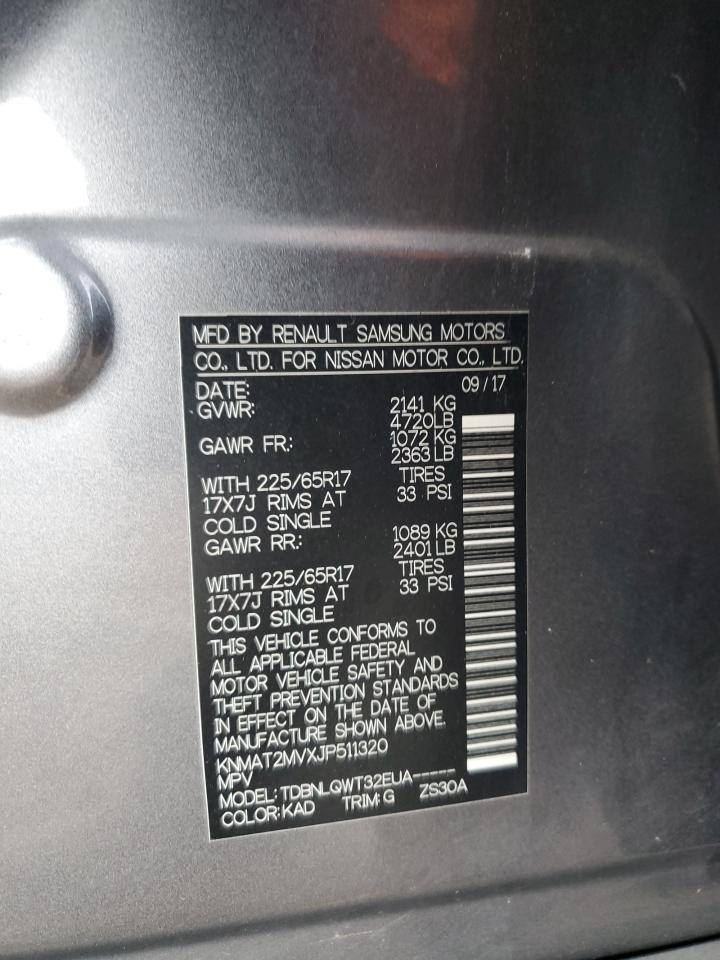 MFD BY RENAULT SAMSUNG MOTORS
CO., LTD. FOR NISSAN MOTOR CO., LTD.
DATE: 09/17
GVWR: 2141 KG
4720LB
GAWR FR.: 1072 KG
2363 LB
WITH 225/65R17 TIRES
17X7J RIMS AT 33 PSI
COLD SINGLE
GAWR RR.: 1089 KG
2401 LB
WITH 225/65R17 TIRES
17X7J RIMS AT 33 PSI
COLD SINGLE
THIS VEHICLE CONFORMS TO
ALL APPLICABLE FEDERAL
MOTOR VEHICLE SAFETY AND
THEFT PREVENTION STANDARDS
IN EFFECT ON THE DATE OF
MANUFACTURE SHOWN ABOVE.
KNMAT2MVXJP511320
MPV
MODEL: TDBNLQWT32EUA-----
COLOR: KAD TRIM: G ZS30A